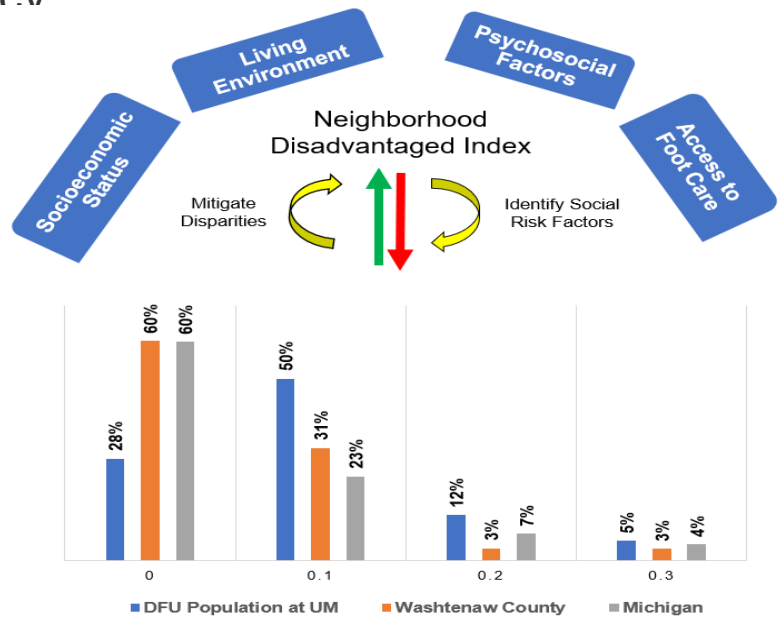 Living
Environment
Psychosocial
Factors
Socioeconomic
Status
Access to
Foot Care
Neighborhood
Disadvantaged Index
Mitigate
Disparities
Identify Social
Risk Factors
28%
60%
60%
50%
31%
23%
12%
3%
7%
5%
3%
4%
0
0.1
0.2
0.3
DFU Population at UM
Washtenaw County
Michigan